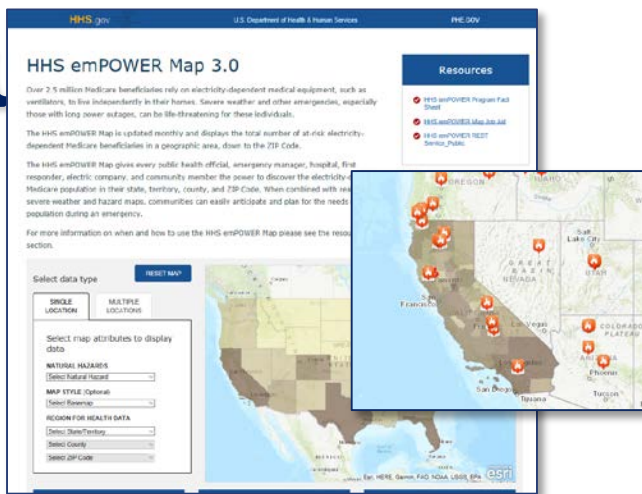 HHS.gov
U.S. Department of Health & Human Services
PHE.GOV
HHS emPOWER Map 3.0
Over 2.5 million Medicare beneficiaries rely on electricity-dependent medical equipment, such as
ventilators, to live independently in their homes. Severe weather and other emergencies, especially
those with long power outages, can be life-threatening for these individuals.
The HHS emPOWER Map is updated monthly and displays the total number of at-risk electricity-
dependent Medicare beneficiaries in a geographic area, down to the ZIP Code.
The HHS emPOWER Map gives every public health official, emergency manager, hospital, first
responder, electric company, and community member the power to discover the electricity-
Medicare population in their state, territory, county, and ZIP Code. When combined with
severe weather and hazard maps, communities can easily anticipate and plan for the needs
population during an emergency.
For more information on when and how to use the HHS emPOWER Map please see the
section.
Resources
HHS emPOWER Program Fact
Sheet
HHS emPOWER Map Job Aid
HHS emPOWER REST
Service_Public
Select data type
RESET MAP
SINGLE
LOCATION
MULTIPLE
LOCATIONS
Select map attributes to display
data
NATURAL HAZARDS
Select Natural Hazard
MAP STYLE (Optional)
Select Basemap
REGION FOR HEALTH DATA
Select State/Territory
Select County
Select ZIP Code
Esri, HERE, Garmin, FAO, NOAA, USGS, EPA
esri
OREGON
IDAHO
Salt
Lake City
GREAT
BASIN
NEVADA
UTAH
San
Francisco
Las Vegas
COLORADO
PLATEAU
Los Angeles
Phoenix
San Diego
Tijuana
Tucson